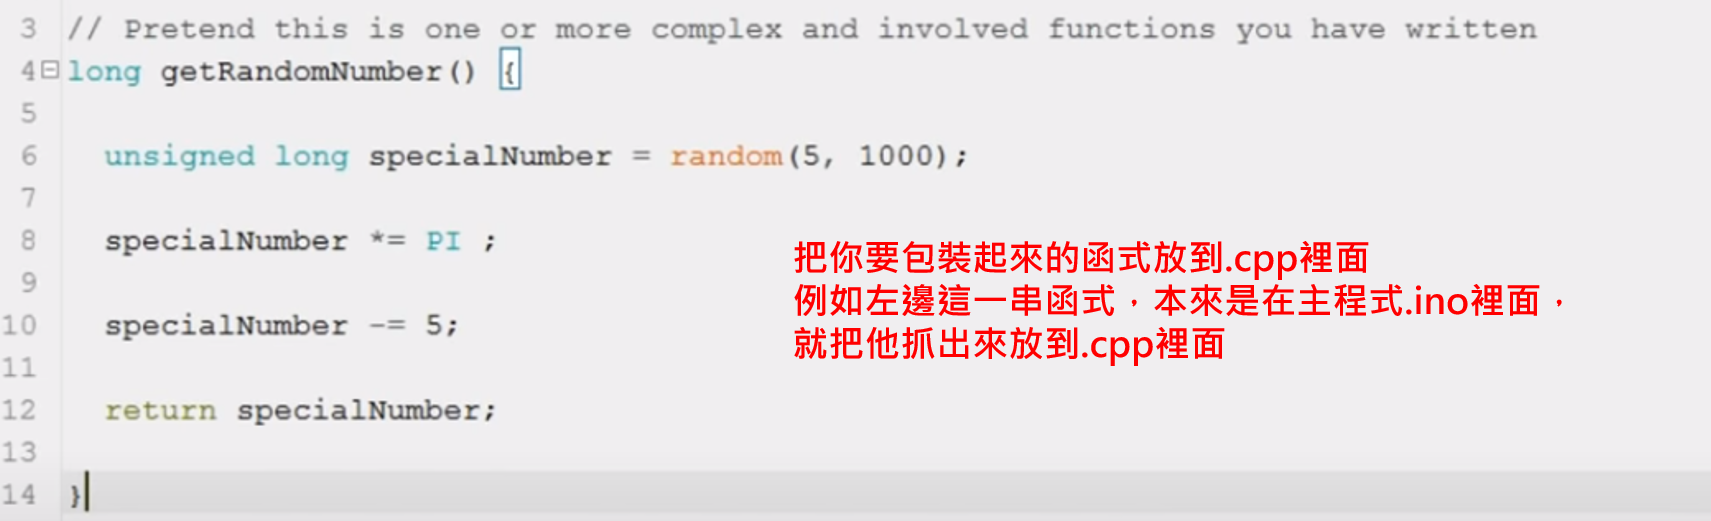 3 // Pretend this is one or more complex and involved functions you have written
4 long getRandomNumber() {
5
6 unsigned long specialNumber = random(5, 1000);
7
8 specialNumber *= PI ;
把你要包裝起來的函式放到.cpp裡面
9
例如左邊這一串函式，本來是在主程式.ino裡面，
10 specialNumber -= 5;
就把他抓出來放到.cpp裡面
11
12 return specialNumber;
13
14 }